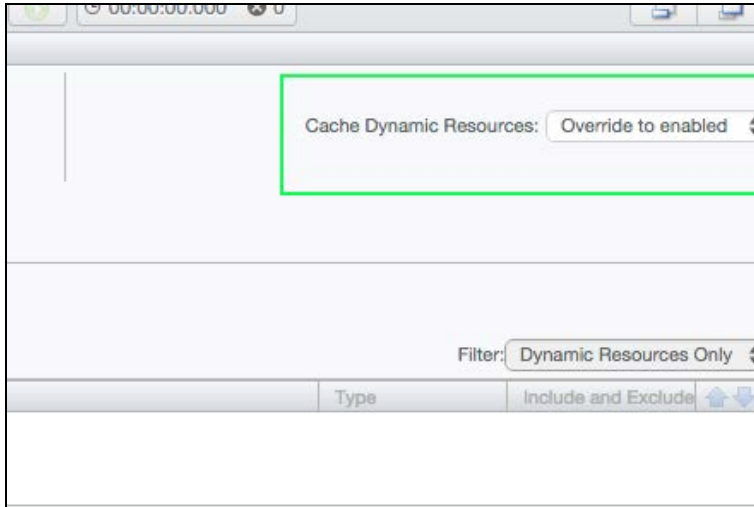 00:00:00.000 0
Cache Dynamic Resources: Override to enabled
Filter: Dynamic Resources Only
Type Include and Exclude